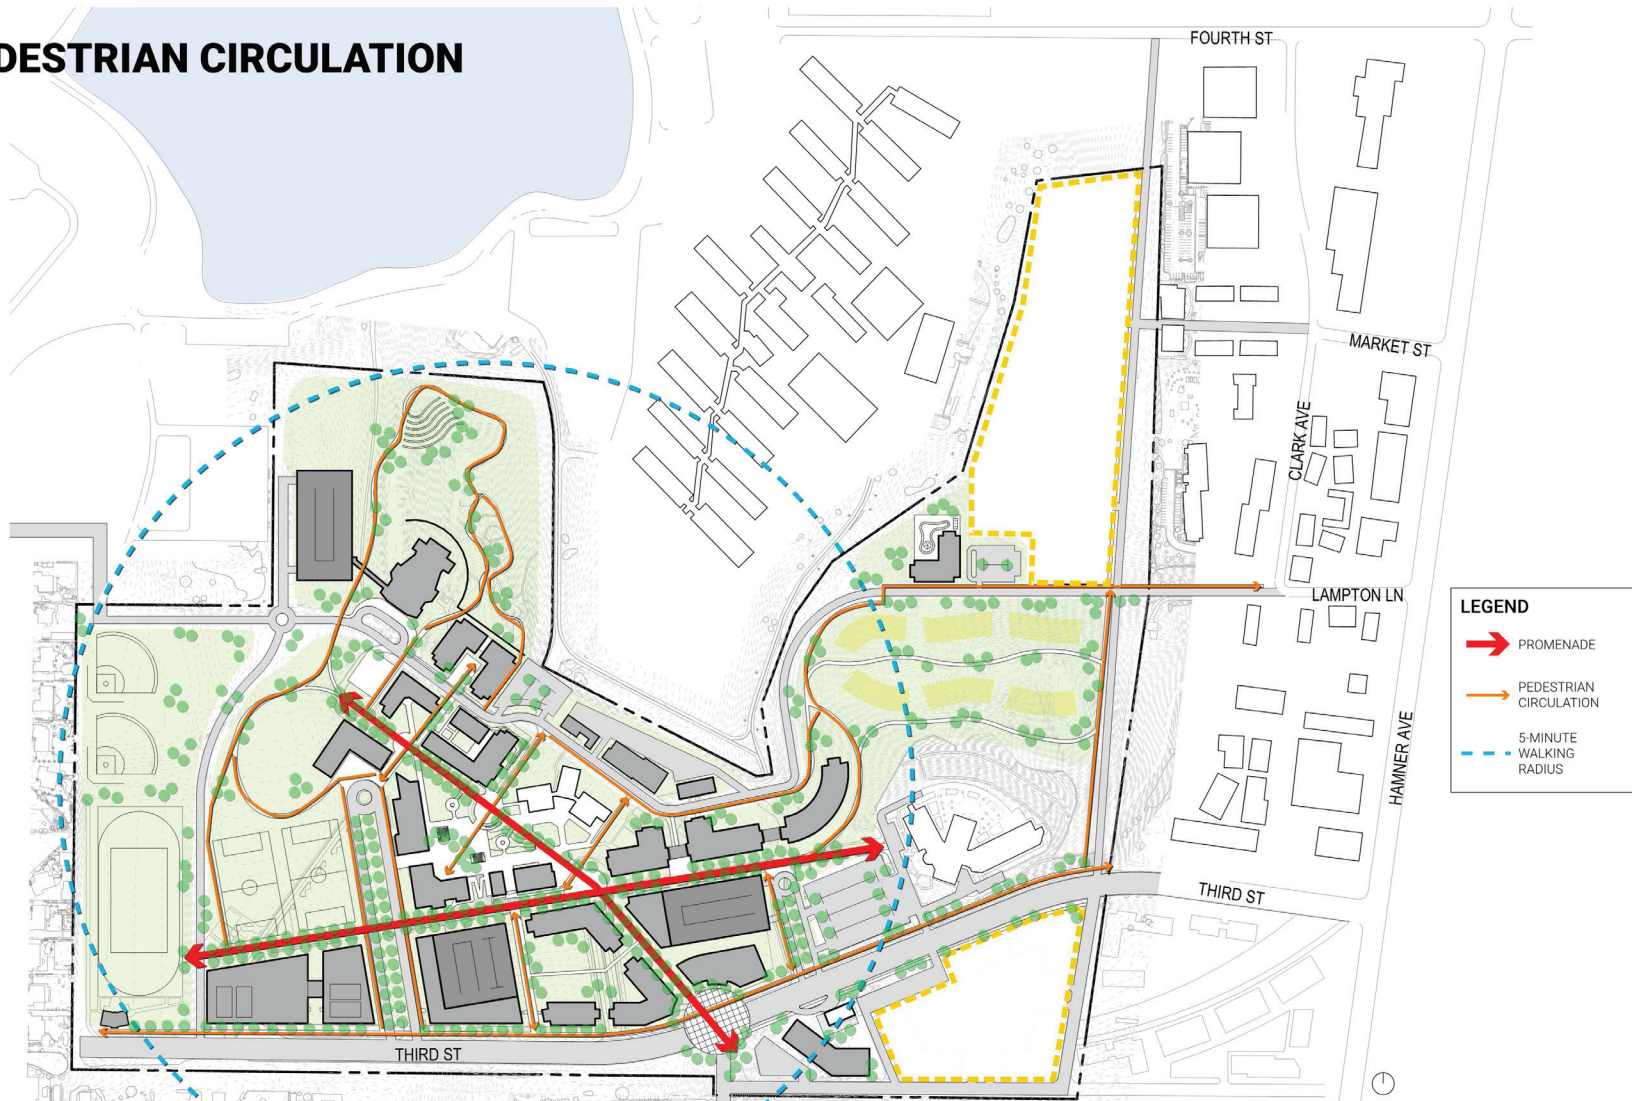 DESTRIAN CIRCULATION
FOURTH ST
MARKET ST
CLARK AVE
LAMPTON LN
HAMNER AVE
THIRD ST
THIRD ST
LEGEND
PROMENADE
PEDESTRIAN
CIRCULATION
5-MINUTE
WALKING
RADIUS